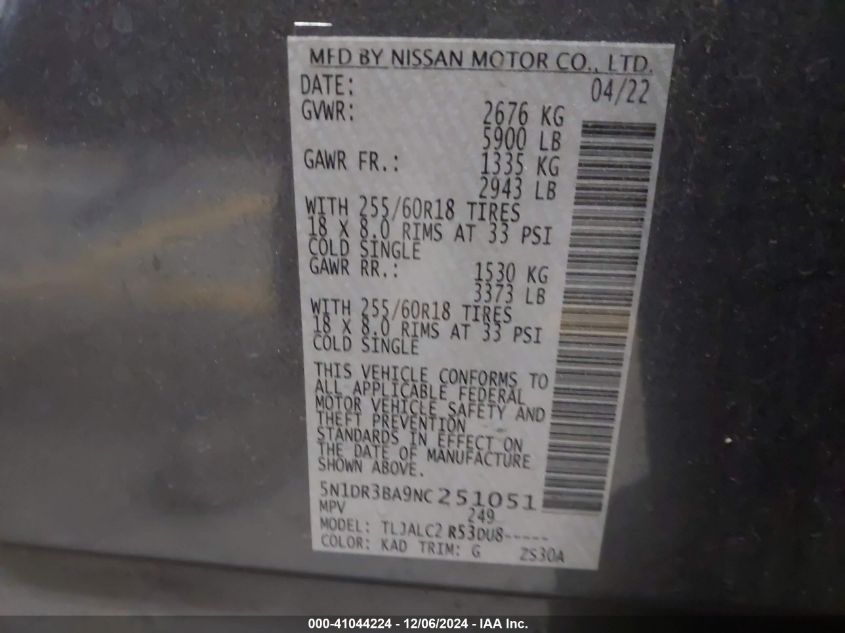 MFD BY NISSAN MOTOR CO., LTD.
DATE: 04/22
GVWR: 2676 KG
5900 LB
GAWR FR.: 1335 KG
2943 LB
WITH 255/60R18 TIRES
18 X 8.0 RIMS AT 33 PSI
COLD SINGLE
GAWR RR.: 1530 KG
3373 LB
WITH 255/60R18 TIRES
18 X 8.0 RIMS AT 33 PSI
COLD SINGLE
THIS VEHICLE CONFORMS TO
ALL APPLICABLE FEDERAL
MOTOR VEHICLE SAFETY AND
THEFT PREVENTION
STANDARDS IN EFFECT ON
THE DATE OF MANUFACTURE
SHOWN ABOVE.
5N1DR3BA9NC251051
MPV 249
MODEL: TLJALC2 R53DU8-----
COLOR: KAD TRIM: G ZS30A
000-41044224 - 12/06/2024 - IAA Inc.